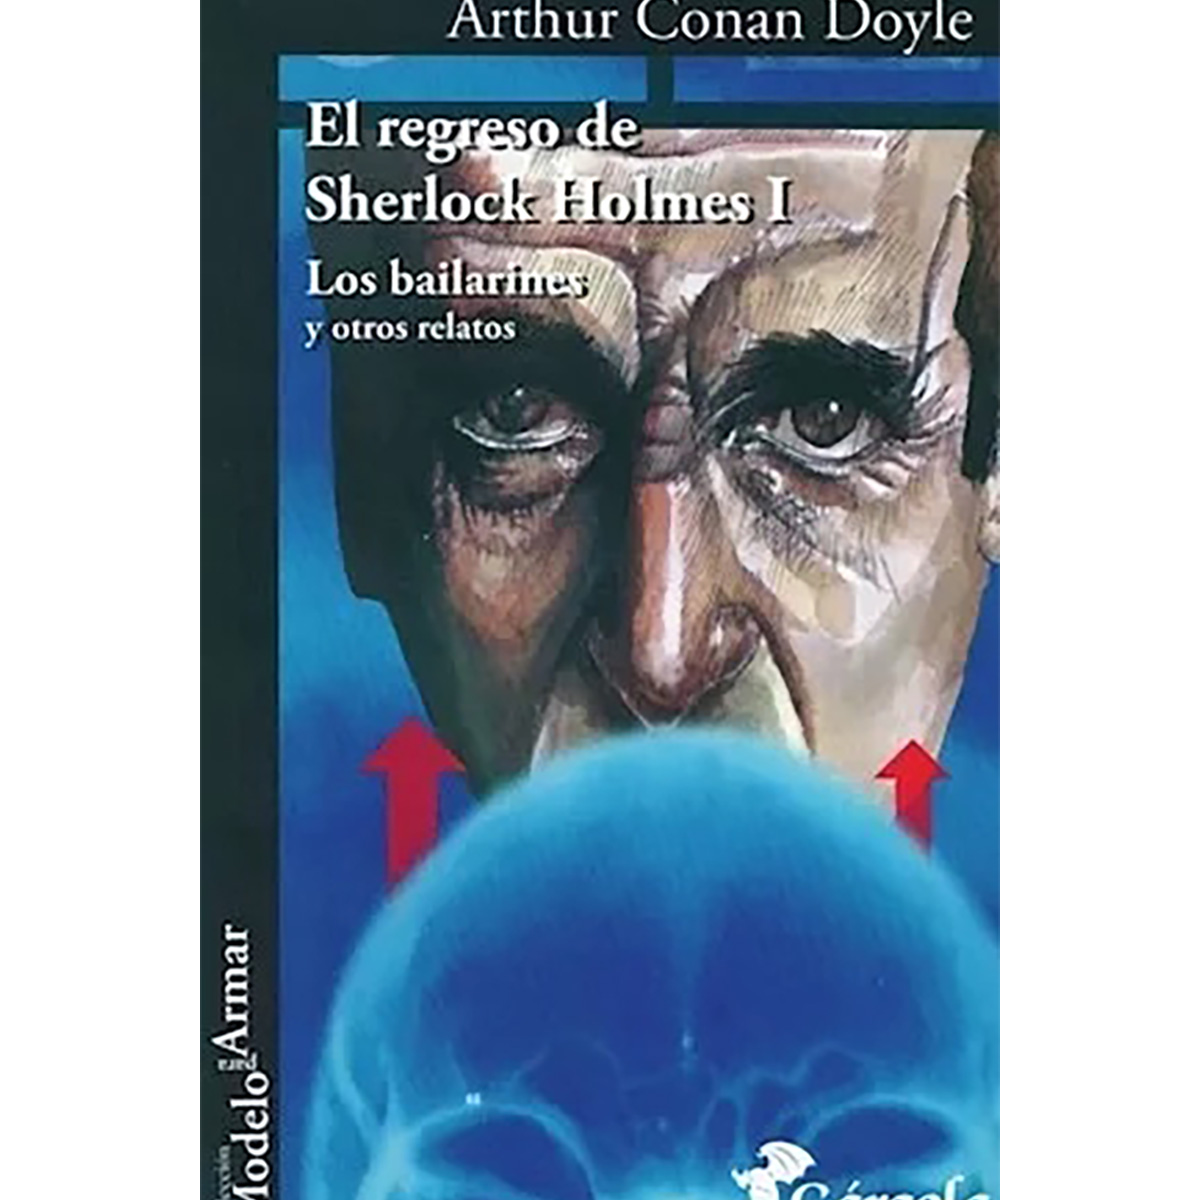 Arthur Conan Doyle
El regreso de
Sherlock Holmes I
Los bailarines
y otros relatos
Modelo para Armar